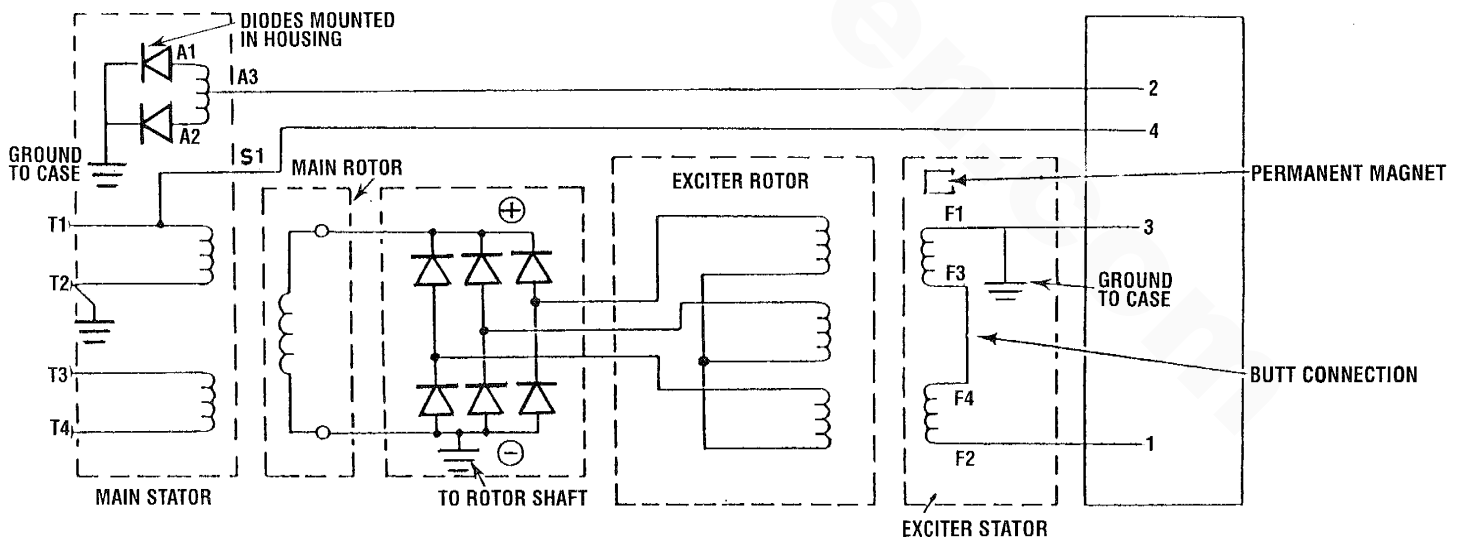 DIODES MOUNTED
IN HOUSING
A1
A3
A2
2
4
GROUND
TO CASE
S1
MAIN ROTOR
EXCITER ROTOR
PERMANENT MAGNET
T1
F1
3
T2
F3
GROUND
TO CASE
T3
BUTT CONNECTION
F4
T4
1
F2
MAIN STATOR
TO ROTOR SHAFT
EXCITER STATOR
+
−
en.com